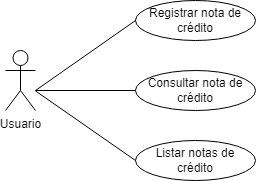 Registrar nota de
crédito
Consultar nota de
crédito
Usuario
Listar notas de
crédito